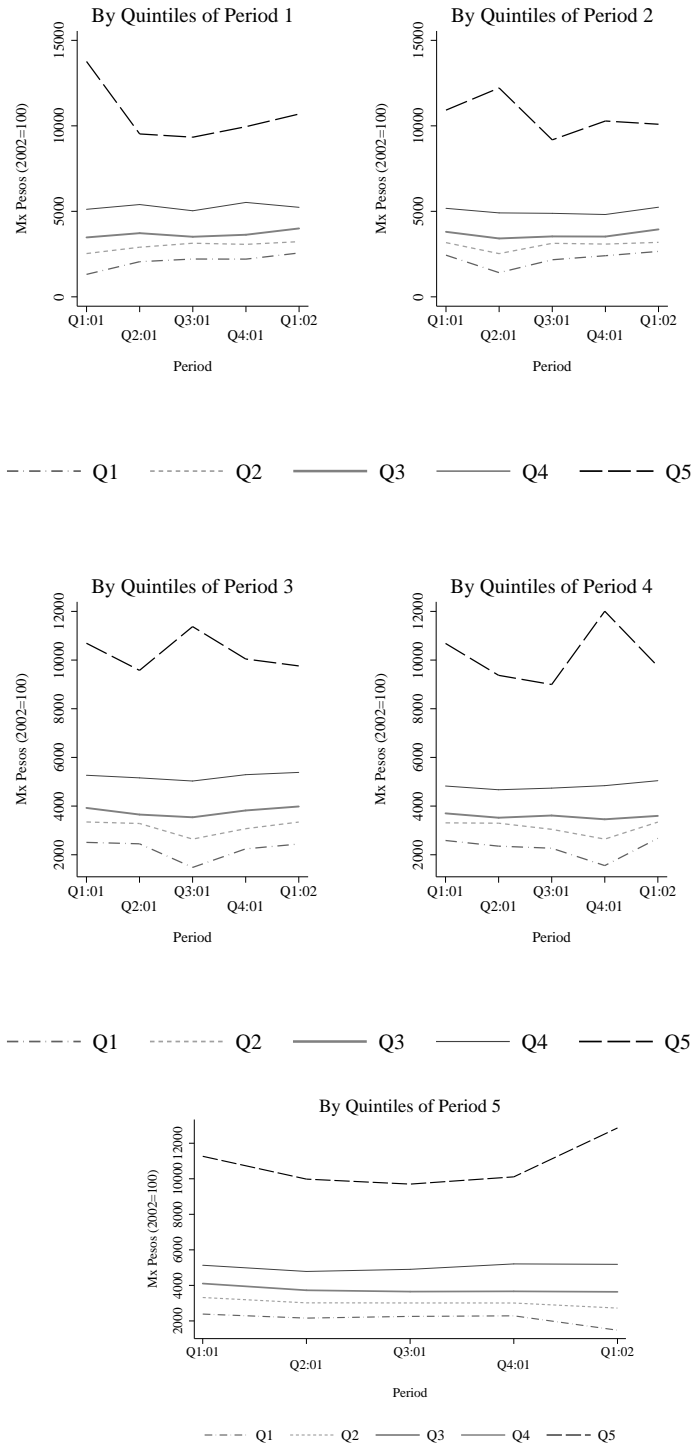 By Quintiles of Period 1
Mx Pesos (2002=100)
15000
10000
5000
0
Q1:01 Q2:01 Q3:01 Q4:01 Q1:02
Period
By Quintiles of Period 2
Mx Pesos (2002=100)
15000
10000
5000
0
Q1:01 Q2:01 Q3:01 Q4:01 Q1:02
Period
Q1 Q2 Q3 Q4 Q5
By Quintiles of Period 3
Mx Pesos (2002=100)
12000
10000
8000
6000
4000
2000
Q1:01 Q2:01 Q3:01 Q4:01 Q1:02
Period
By Quintiles of Period 4
Mx Pesos (2002=100)
12000
10000
8000
6000
4000
2000
Q1:01 Q2:01 Q3:01 Q4:01 Q1:02
Period
Q1 Q2 Q3 Q4 Q5
By Quintiles of Period 5
Mx Pesos (2002=100)
12000
10000
8000
6000
4000
2000
Q1:01 Q2:01 Q3:01 Q4:01 Q1:02
Period
Q1 Q2 Q3 Q4 Q5